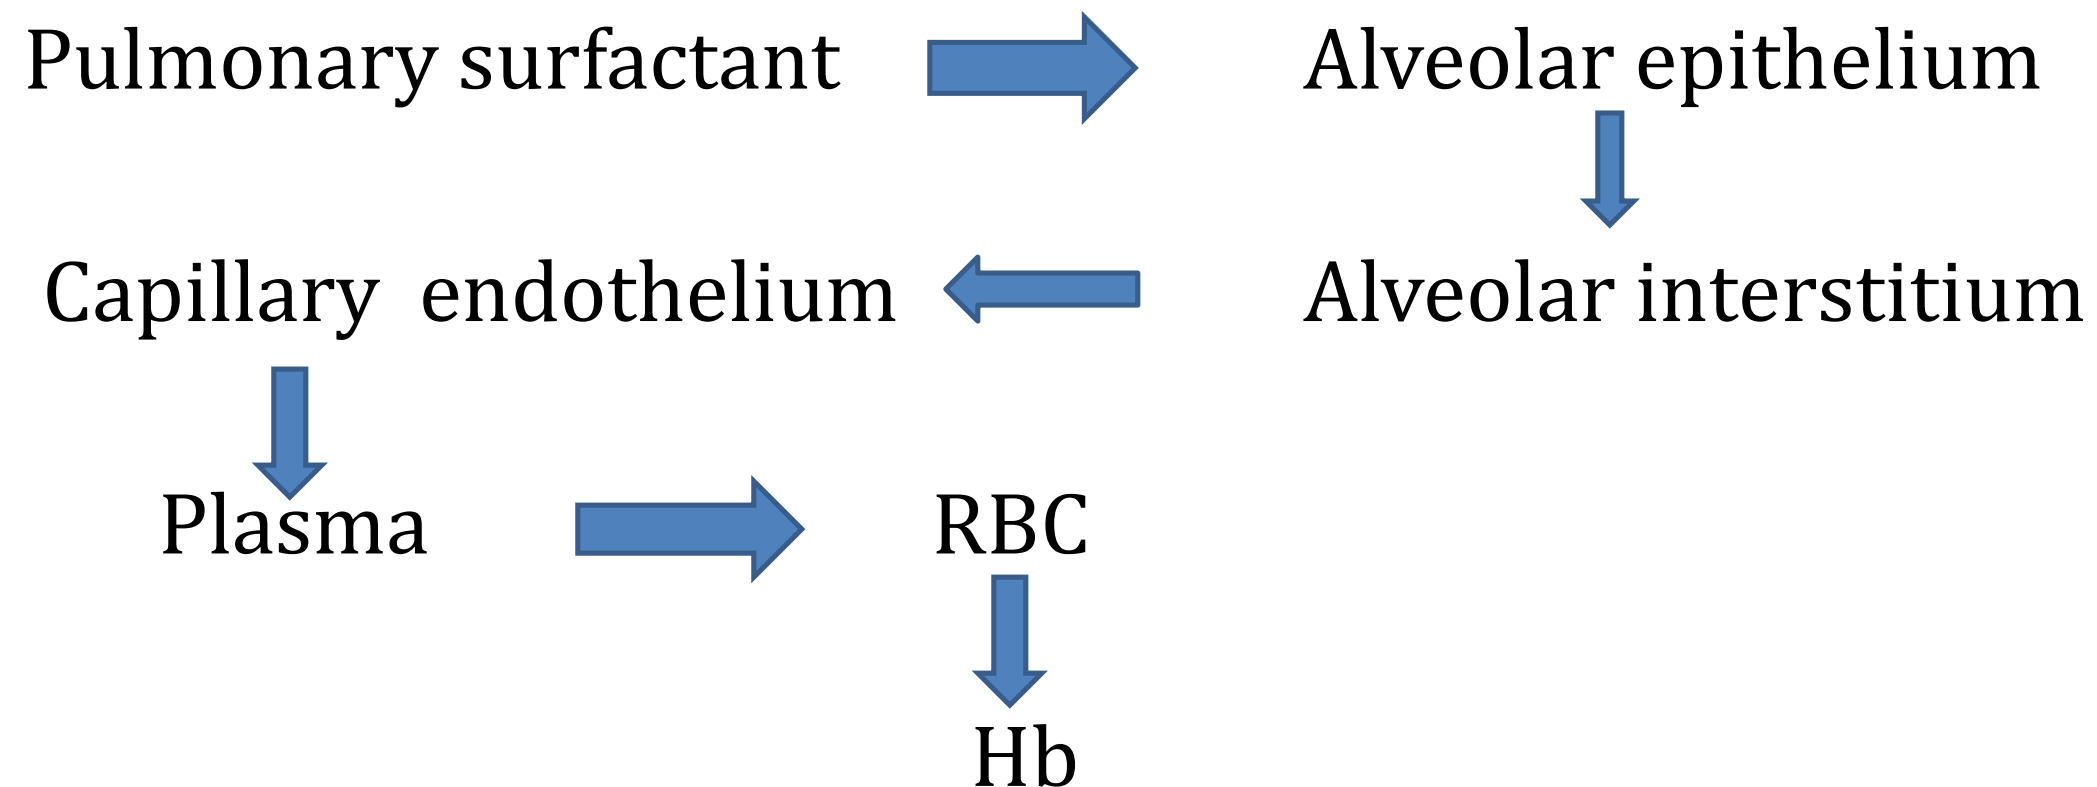 Pulmonary surfactant
Alveolar epithelium
Capillary endothelium
Alveolar interstitium
Plasma
RBC
Hb